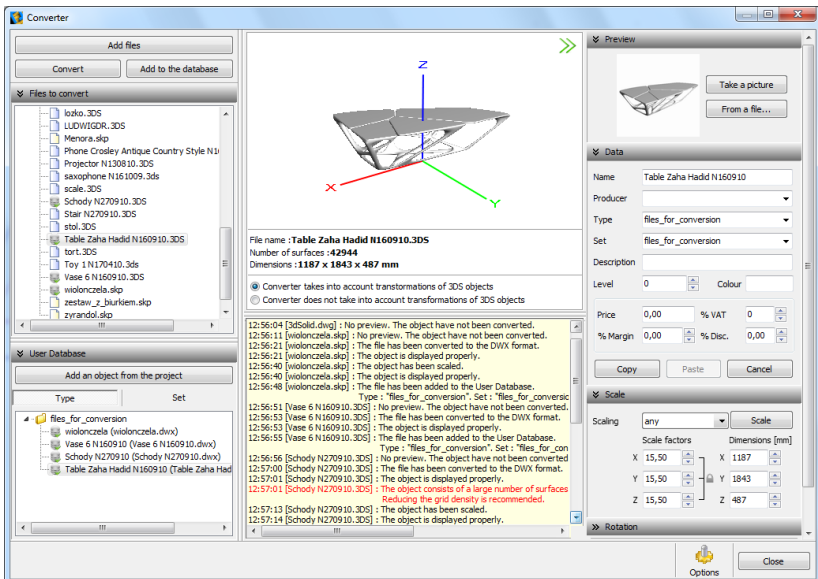 Converter
Add files
Convert
Add to the database
Files to convert
lozko.3DS
LUDWIGDR.3DS
Menora.skp
Phone Crosley Antique Country Style N1
Projector N130810.3DS
saxophone N161009.3ds
scale.3DS
Schody N270910.3DS
Stair N270910.3DS
stol.3DS
Table Zaha Hadid N160910.3DS
tort.3DS
Toy 1 N170410.3ds
Vase 6 N160910.3DS
wiolonczela.skp
zestaw_z_biurkiem.skp
zyrandol.skp
User Database
Add an object from the project
Type
Set
files_for_conversion
wiolonczela (wiolonczela.dwx)
Vase 6 N160910 (Vase 6 N160910.dwx)
Schody N270910 (Schody N270910.dwx)
Table Zaha Hadid N160910 (Table Zaha Had
Z
X
Y
File name :Table Zaha Hadid N160910.3DS
Number of surfaces :42944
Dimensions :1187 x 1843 x 487 mm
Converter takes into account transtormations of 3DS objects
Converter does not take into account transformations of 3DS objects
12:56:04 [3dSolid.dwg] : No preview. The object have not been converted.
12:56:11 [wiolonczela.skp] : No preview. The object have not been converted.
12:56:21 [wiolonczela.skp] : The file has been converted to the DWX format.
12:56:21 [wiolonczela.skp] : The object is displayed properly.
12:56:40 [wiolonczela.skp] : The object has been scaled.
12:56:40 [wiolonczela.skp] : The object is displayed properly.
12:56:48 [wiolonczela.skp] : The file has been added to the User Database.
Type : "files_for_conversion". Set : "files_for_conversic
12:56:51 [Vase 6 N160910.3DS] : No preview. The object have not been converted.
12:56:53 [Vase 6 N160910.3DS] : The file has been converted to the DWX format.
12:56:53 [Vase 6 N160910.3DS] : The object is displayed properly.
12:56:55 [Vase 6 N160910.3DS] : The file has been added to the User Database.
Type : "files_for_conversion". Set : "files_for_con
12:56:56 [Schody N270910.3DS] : No preview. The object have not been converted
12:57:00 [Schody N270910.3DS] : The file has been converted to the DWX format.
12:57:01 [Schody N270910.3DS] : The object is displayed properly.
12:57:01 [Schody N270910.3DS] : The object consists of a large number of surfaces
Reducing the grid density is recommended.
12:57:13 [Schody N270910.3DS] : The object has been scaled.
12:57:14 [Schody N270910.3DS] : The object is displayed properly.
Preview
Take a picture
From a file...
Data
Name Table Zaha Hadid N160910
Producer
Type files_for_conversion
Set files_for_conversion
Description
Level 0 Colour
Price 0,00 % VAT 0
% Margin 0,00 % Disc. 0,00
Copy Paste Cancel
Scale
Scaling any Scale
Scale factors Dimensions [mm]
X 15,50 X 1187
Y 15,50 Y 1843
Z 15,50 Z 487
Rotation
Options
Close